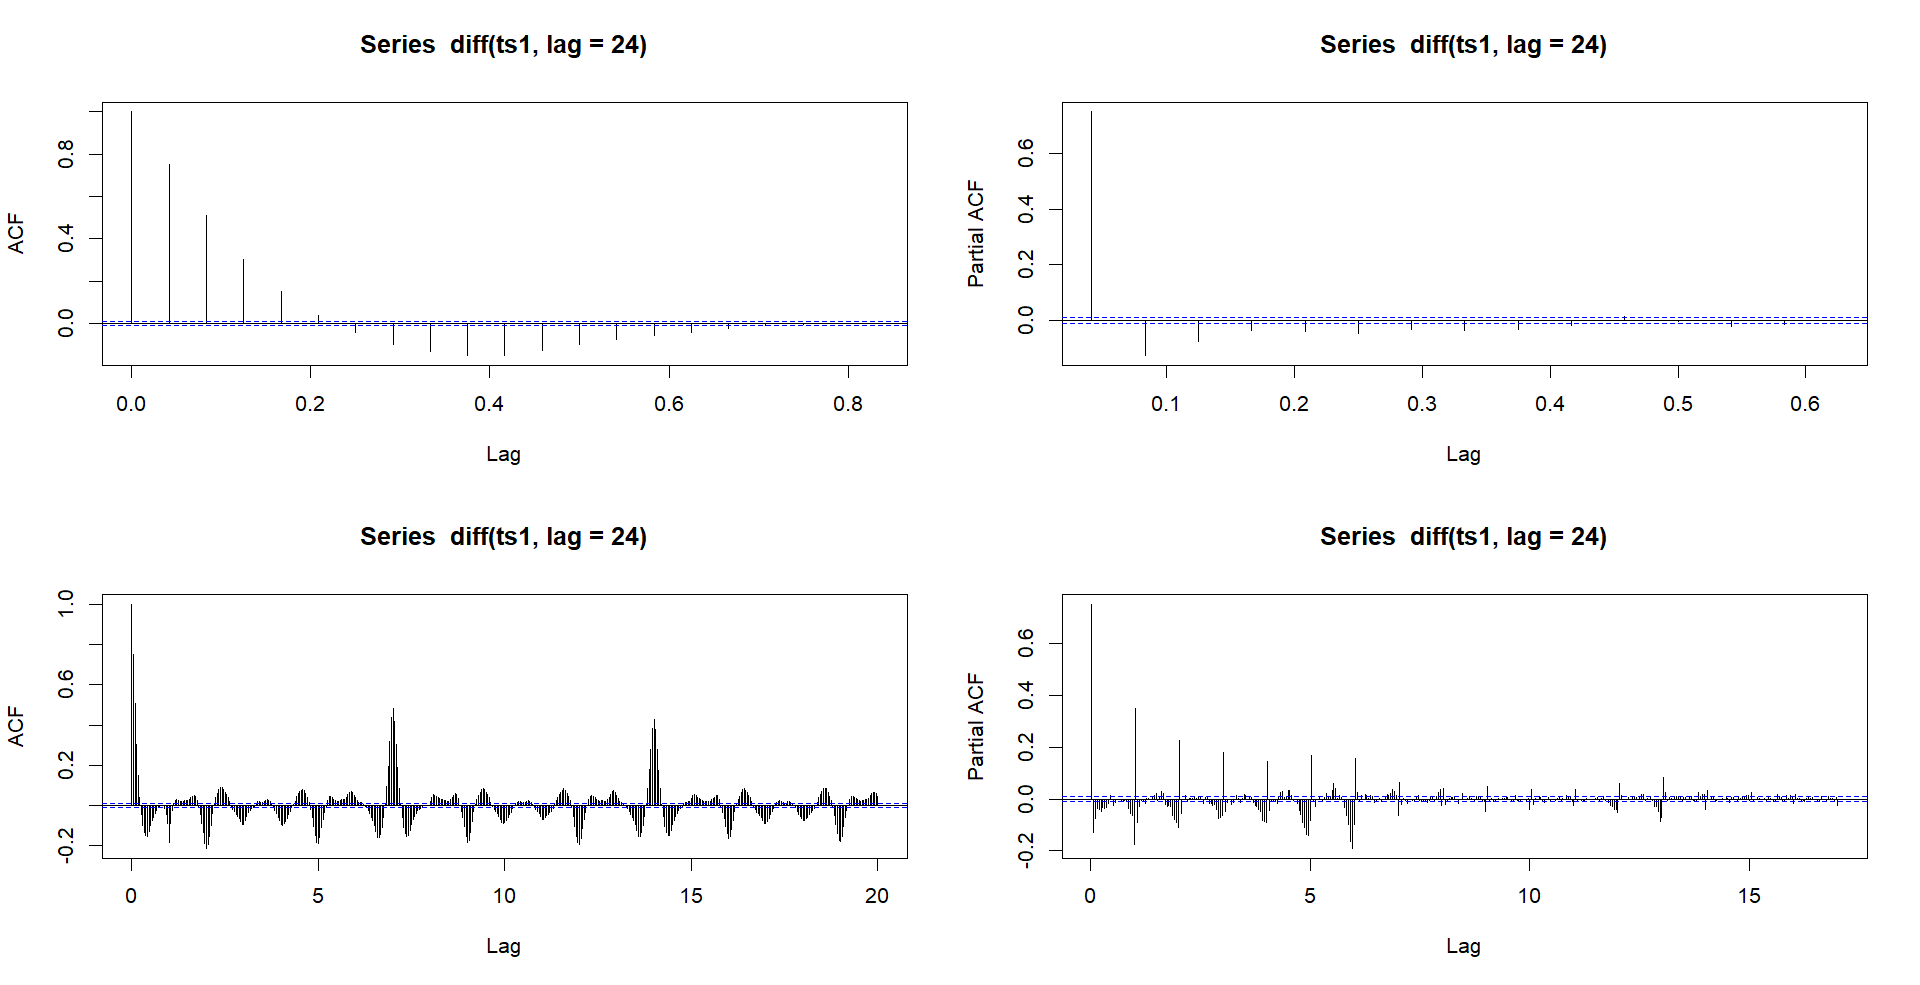 Series  diff(ts1, lag = 24)
ACF
0.0 0.4 0.8
0.0 0.2 0.4 0.6 0.8
Lag
Series  diff(ts1, lag = 24)
Partial ACF
0.0 0.2 0.4 0.6
0.1 0.2 0.3 0.4 0.5 0.6
Lag
Series  diff(ts1, lag = 24)
ACF
-0.2 0.2 0.6 1.0
0 5 10 15 20
Lag
Series  diff(ts1, lag = 24)
Partial ACF
-0.2 0.0 0.2 0.4 0.6
0 5 10 15
Lag